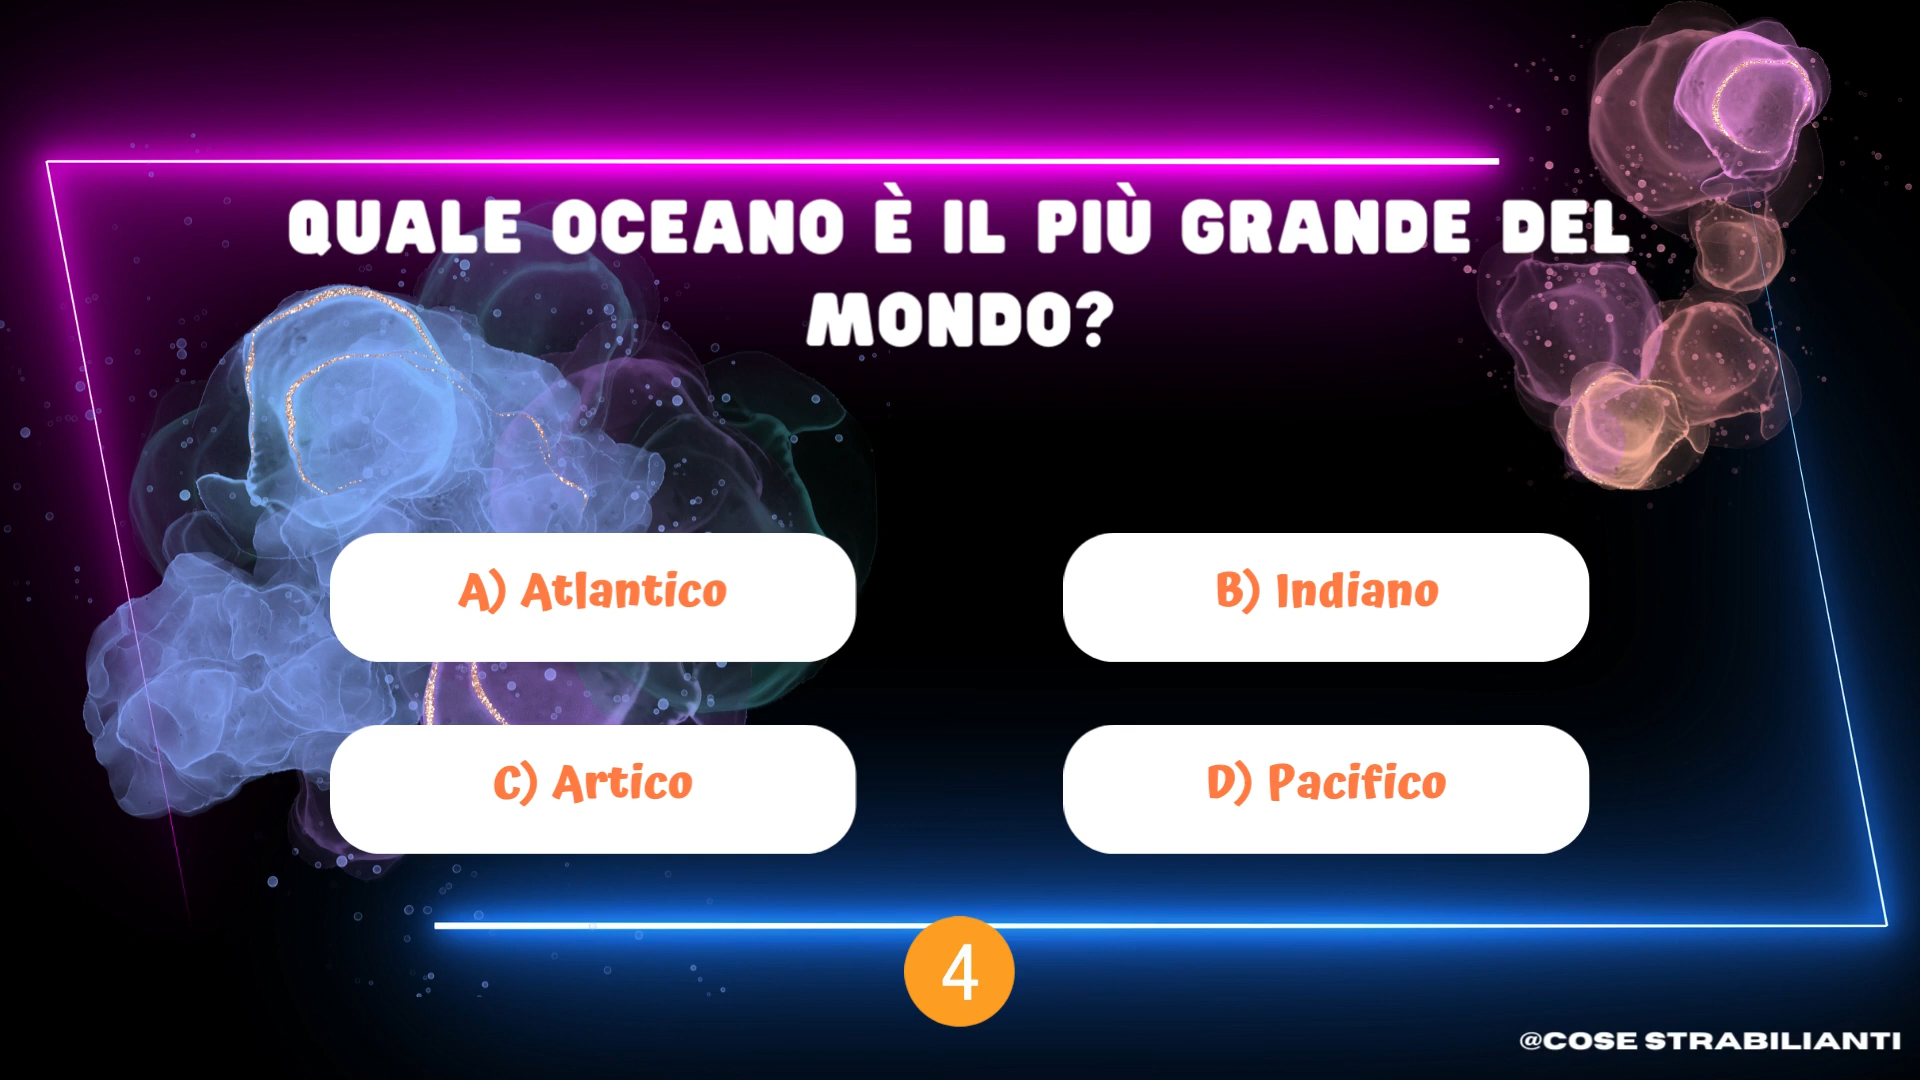 QUALE OCEANO È IL PIÙ GRANDE DEL
MONDO?
A) Atlantico
B) Indiano
C) Artico
D) Pacifico
4
@COSE STRABILIANTI